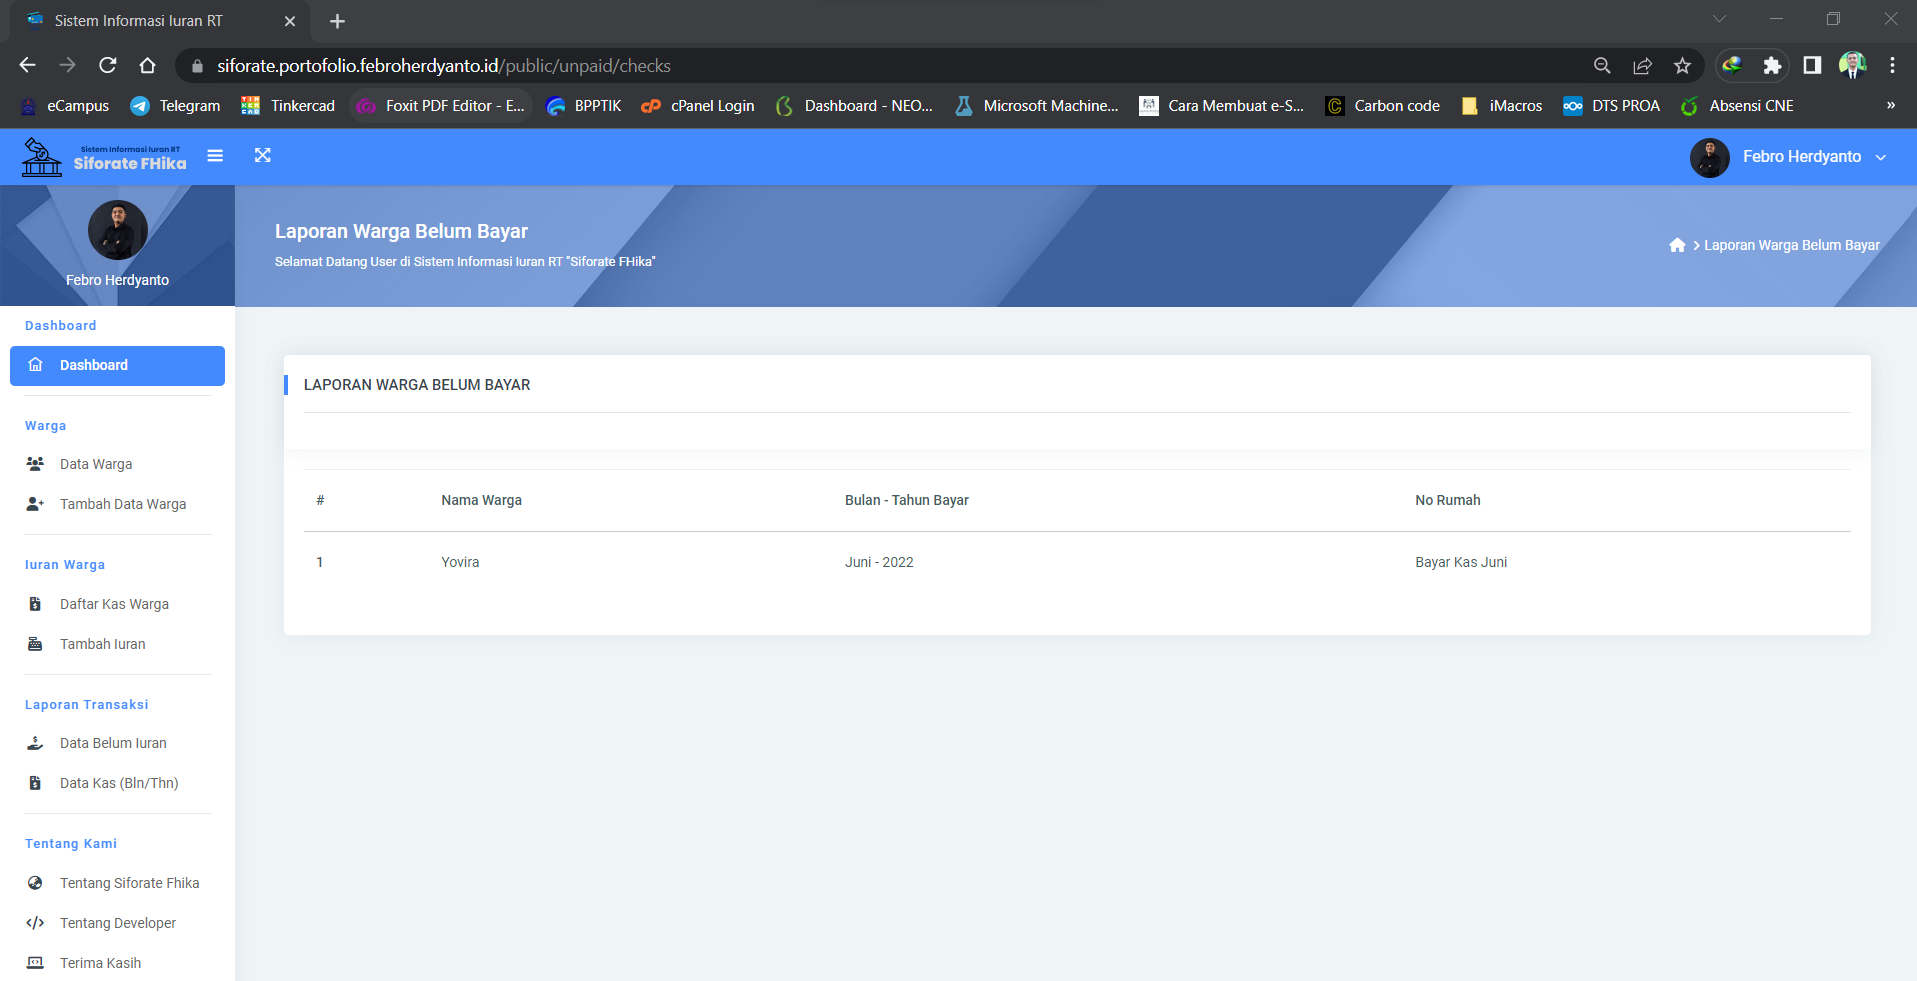 Sistem Informasi Iuran RT
siforate.portofolio.febroherdyanto.id/public/unpaid/checks
eCampus Telegram Tinkercad Foxit PDF Editor - E... BPPTIK cPanel Login Dashboard - NEO... Microsoft Machine... Cara Membuat e-S... Carbon code iMacros DTS PROA Absensi CNE »
Sistem Informasi Iuran RT
Siforate FHika
Febro Herdyanto
Febro Herdyanto
Laporan Warga Belum Bayar
Selamat Datang User di Sistem Informasi Iuran RT "Siforate FHika"
Laporan Warga Belum Bayar
Dashboard
Dashboard
Warga
Data Warga
Tambah Data Warga
Iuran Warga
Daftar Kas Warga
Tambah Iuran
Laporan Transaksi
Data Belum Iuran
Data Kas (Bln/Thn)
Tentang Kami
Tentang Siforate Fhika
Tentang Developer
Terima Kasih
LAPORAN WARGA BELUM BAYAR
# Nama Warga Bulan - Tahun Bayar No Rumah
1 Yovira Juni - 2022 Bayar Kas Juni